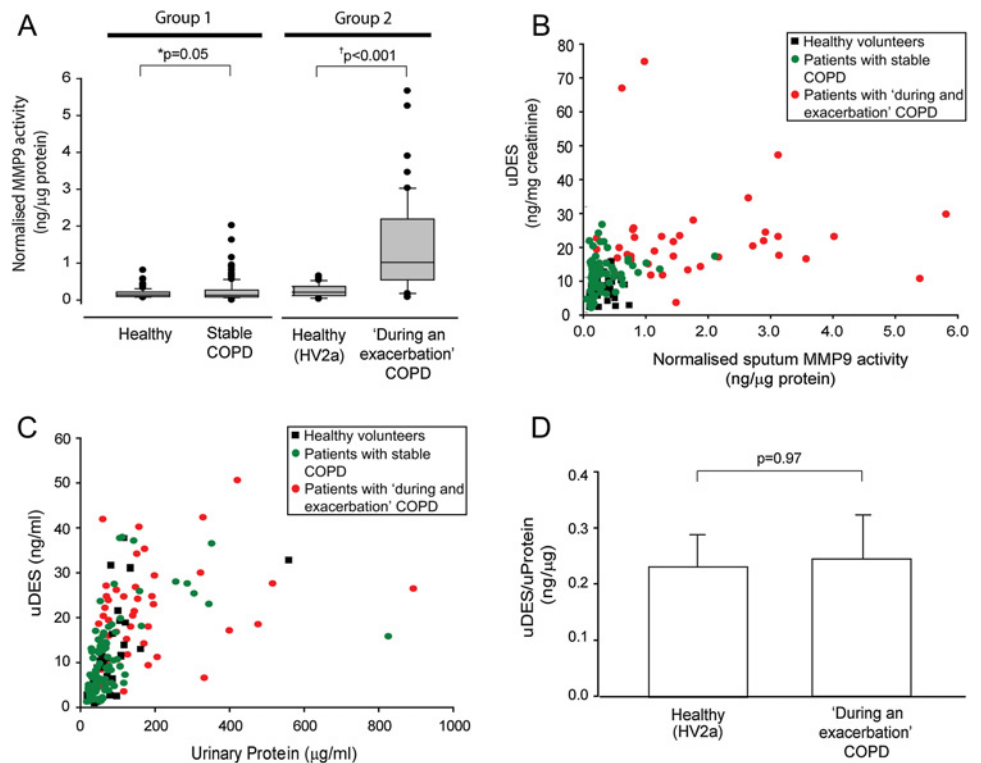 A
Group 1
Group 2
*p=0.05
†p<0.001
Normalised MMP9 activity
(ng/µg protein)
6
5
4
3
2
1
0
Healthy
Stable
COPD
Healthy
(HV2a)
'During an
exacerbation'
COPD
B
Healthy volunteers
Patients with stable
COPD
Patients with 'during and
exacerbation' COPD
uDES
(ng/mg creatinine)
80
70
60
50
40
30
20
10
0
0.0
1.0
2.0
3.0
4.0
5.0
6.0
Normalised sputum MMP9 activity
(ng/µg protein)
C
Healthy volunteers
Patients with stable
COPD
Patients with 'during and
exacerbation' COPD
uDES (ng/ml)
60
50
40
30
20
10
0
0
200
400
600
800
1000
Urinary Protein (µg/ml)
D
p=0.97
uDES/uProtein
(ng/µg)
0.4
0.3
0.2
0.1
0.0
Healthy
(HV2a)
'During an
exacerbation'
COPD